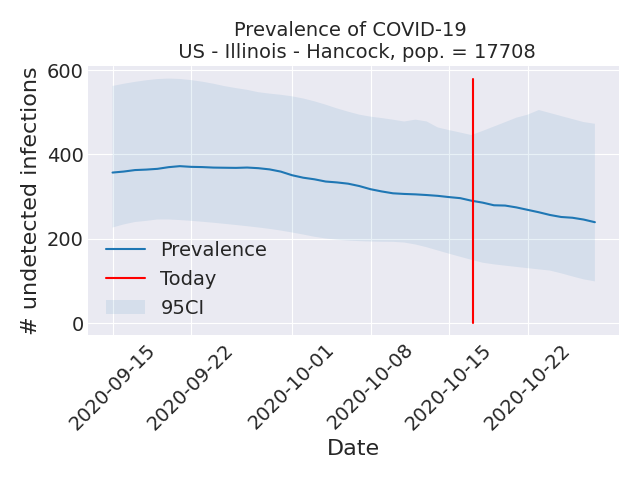 Prevalence of COVID-19
US - Illinois - Hancock, pop. = 17708
# undetected infections
600
400
200
0
Prevalence
Today
95CI
2020-09-15
2020-09-22
2020-10-01
2020-10-08
2020-10-15
2020-10-22
Date